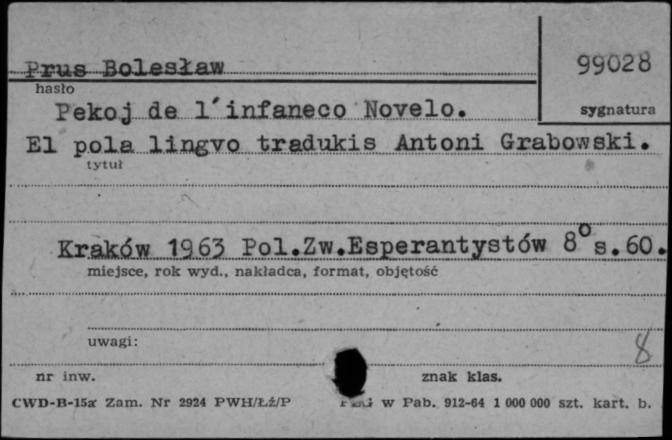 Prus Bolesław
99028
hasło
sygnatura
Pekoj de l'infaneco Novelo.
El pola lingvo tradukis Antoni Grabowski.
tytuł
Kraków 1963 Pol.Zw.Esperantystów 8° s.60.
miejsce, rok wyd., nakładca, format, objętość
uwagi:
8
nr inw.
znak klas.
CWD-B-15a Zam. Nr 2924 PWH/Łź/P
w Pab. 912-64 1 000 000 szt. kart. b.